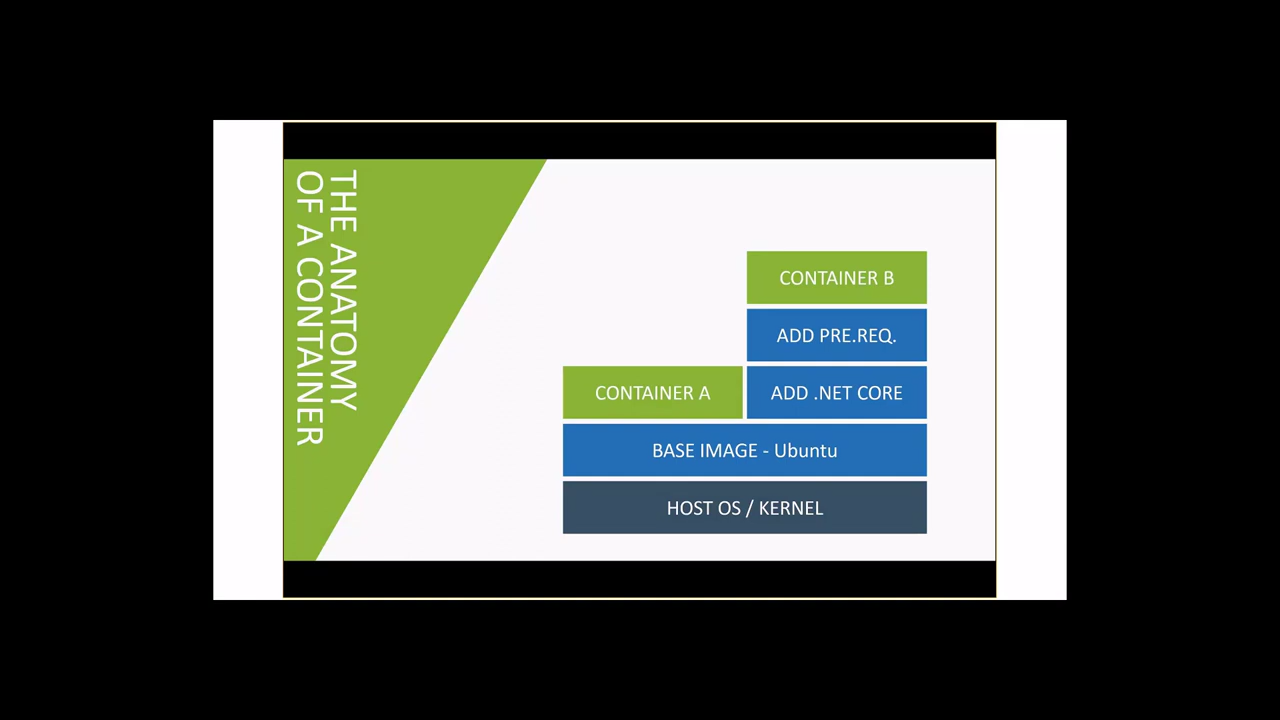 THE ANATOMY
OF A CONTAINER
CONTAINER B
ADD PRE.REQ.
CONTAINER A
ADD .NET CORE
BASE IMAGE - Ubuntu
HOST OS / KERNEL